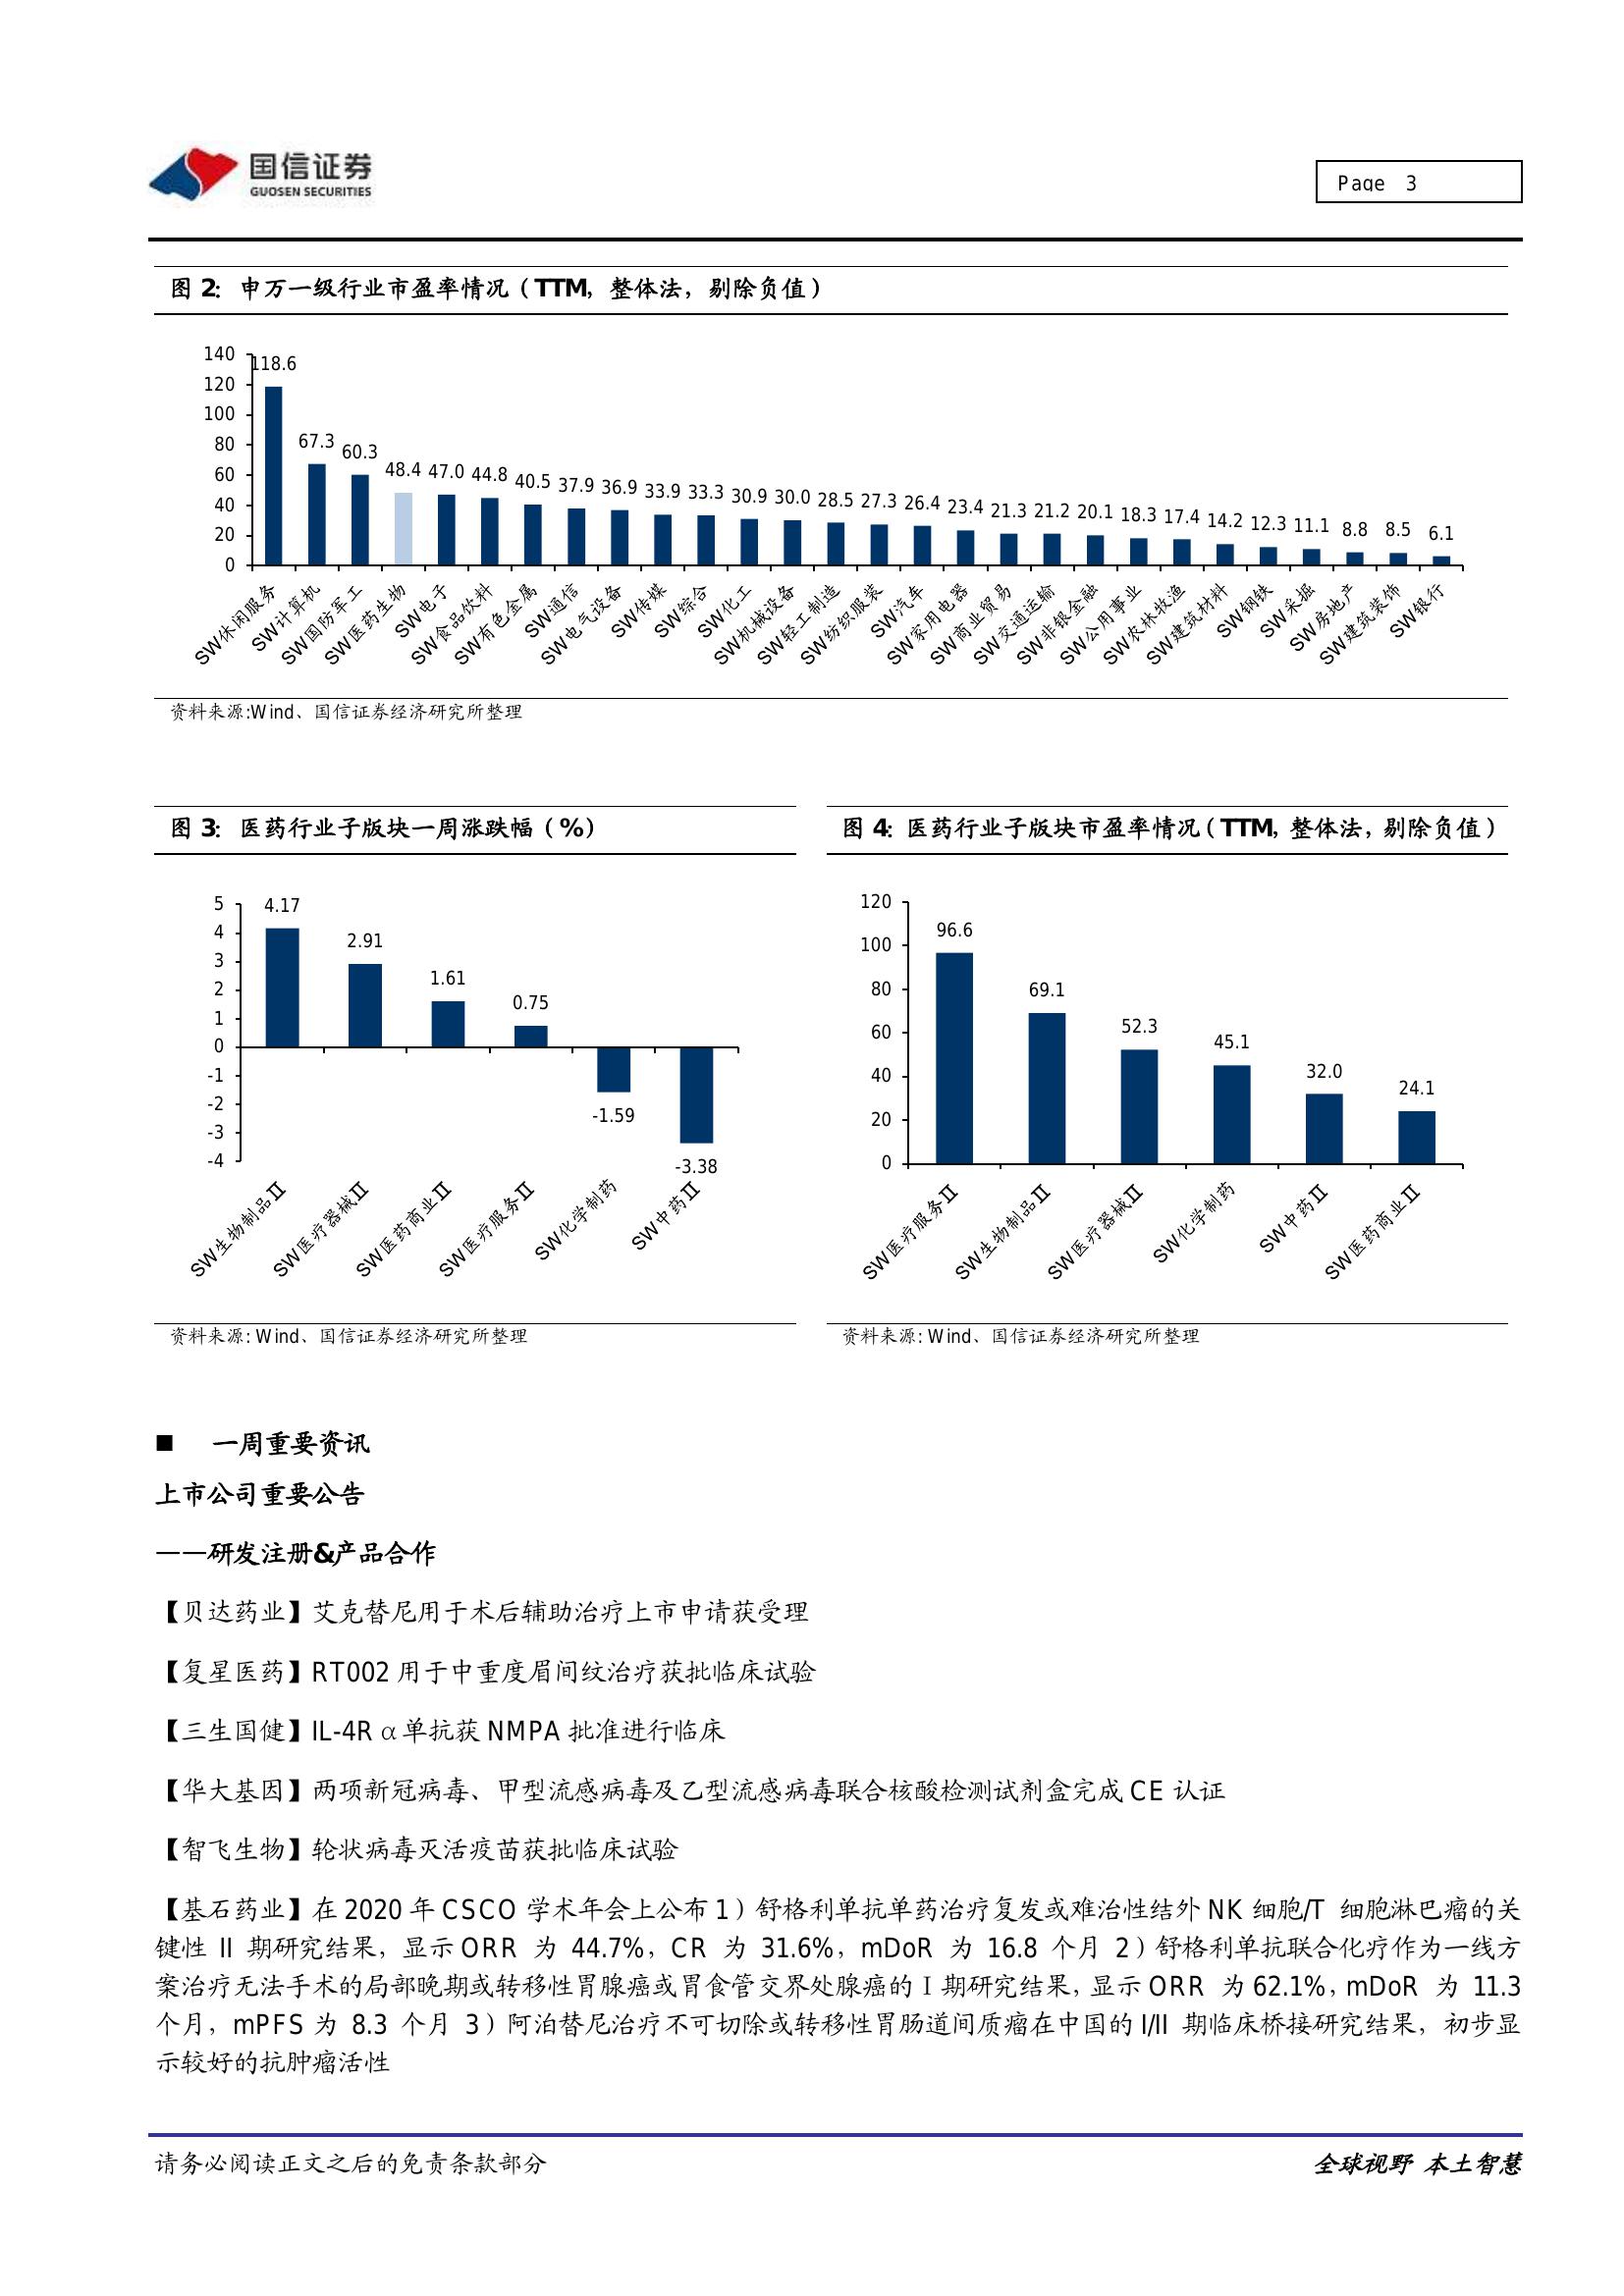 国信证券
GUOSEN SECURITIES
Page 3
图 2：申万一级行业市盈率情况（TTM，整体法，剔除负值）
140
120
100
80
60
40
20
0
118.6 67.3 60.3 48.4 47.0 44.8 40.5 37.9 36.9 33.9 33.3 30.9 30.0 28.5 27.3 26.4 23.4 21.3 21.2 20.1 18.3 17.4 14.2 12.3 11.1 8.8 8.5 6.1
SW休闲服务 SW计算机 SW国防军工 SW医药生物 SW电子 SW食品饮料 SW有色金属 SW通信 SW电气设备 SW传媒 SW综合 SW化工 SW机械设备 SW轻工制造 SW纺织服装 SW汽车 SW家用电器 SW商业贸易 SW交通运输 SW非银金融 SW公用事业 SW农林牧渔 SW建筑材料 SW钢铁 SW采掘 SW房地产 SW建筑装饰 SW银行
资料来源:Wind、国信证券经济研究所整理
图 3：医药行业子版块一周涨跌幅（%）
5
4
3
2
1
0
-1
-2
-3
-4
4.17 2.91 1.61 0.75 -1.59 -3.38
SW生物制品II SW医疗器械II SW医药商业II SW医疗服务II SW化学制药 SW中药II
资料来源: Wind、国信证券经济研究所整理
图 4：医药行业子版块市盈率情况（TTM，整体法，剔除负值）
120
100
80
60
40
20
0
96.6 69.1 52.3 45.1 32.0 24.1
SW医疗服务II SW生物制品II SW医疗器械II SW化学制药 SW中药II SW医药商业II
资料来源: Wind、国信证券经济研究所整理
■ 一周重要资讯
上市公司重要公告
——研发注册&产品合作
【贝达药业】艾克替尼用于术后辅助治疗上市申请获受理
【复星医药】RT002 用于中重度眉间纹治疗获批临床试验
【三生国健】IL-4R α 单抗获 NMPA 批准进行临床
【华大基因】两项新冠病毒、甲型流感病毒及乙型流感病毒联合核酸检测试剂盒完成 CE 认证
【智飞生物】轮状病毒灭活疫苗获批临床试验
【基石药业】在 2020 年 CSCO 学术年会上公布 1）舒格利单抗单药治疗复发或难治性结外 NK 细胞/T 细胞淋巴瘤的关
键性 II 期研究结果，显示 ORR 为 44.7%，CR 为 31.6%，mDoR 为 16.8 个月 2）舒格利单抗联合化疗作为一线方
案治疗无法手术的局部晚期或转移性胃腺癌或胃食管交界处腺癌的 I 期研究结果，显示 ORR 为 62.1%，mDoR 为 11.3
个月，mPFS 为 8.3 个月 3）阿泊替尼治疗不可切除或转移性胃肠道间质瘤在中国的 I/II 期临床桥接研究结果，初步显
示较好的抗肿瘤活性
请务必阅读正文之后的免责条款部分
全球视野 本土智慧